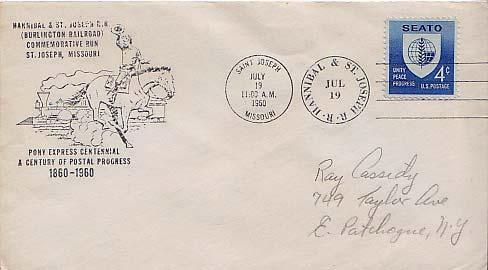 HANNIBAL & ST. JOSEPH R.R.
(BURLINGTON RAILROAD)
COMMEMORATIVE RUN
ST. JOSEPH, MISSOURI
PONY EXPRESS CENTENNIAL
A CENTURY OF POSTAL PROGRESS
1860-1960
SAINT JOSEPH
JULY
19
11:00 A.M.
1960
MISSOURI
HANNIBAL & ST. JOSEPH R.R.
JUL
19
SEATO
UNITY
PEACE
PROGRESS
4¢
U.S. POSTAGE
Ray Cassidy
749 Taylor Ave
E. Patchogue, N.Y.